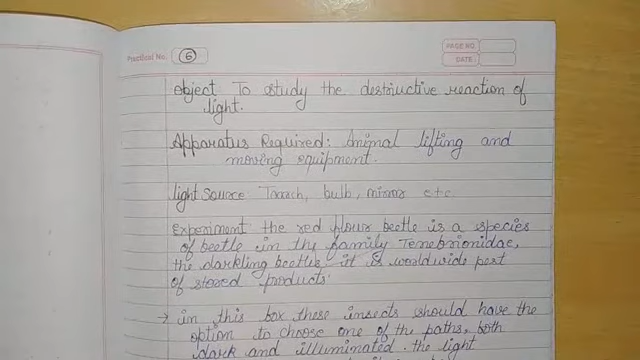 Practical No. 6
PAGE NO.
DATE:
Object To study the destructive reaction of
light.
Apparatus Required: Animal lifting and
moving equipment.
light Source: Torach, bulb, mirror etc
Experiment the red flour beetle is a species
of beetle in the family Tenebrionidae,
the darkling beetles it is worldwide pest
of stored products.
→ in this box these insects should have the
option to choose one of the paths, both
dark and illuminated. the light